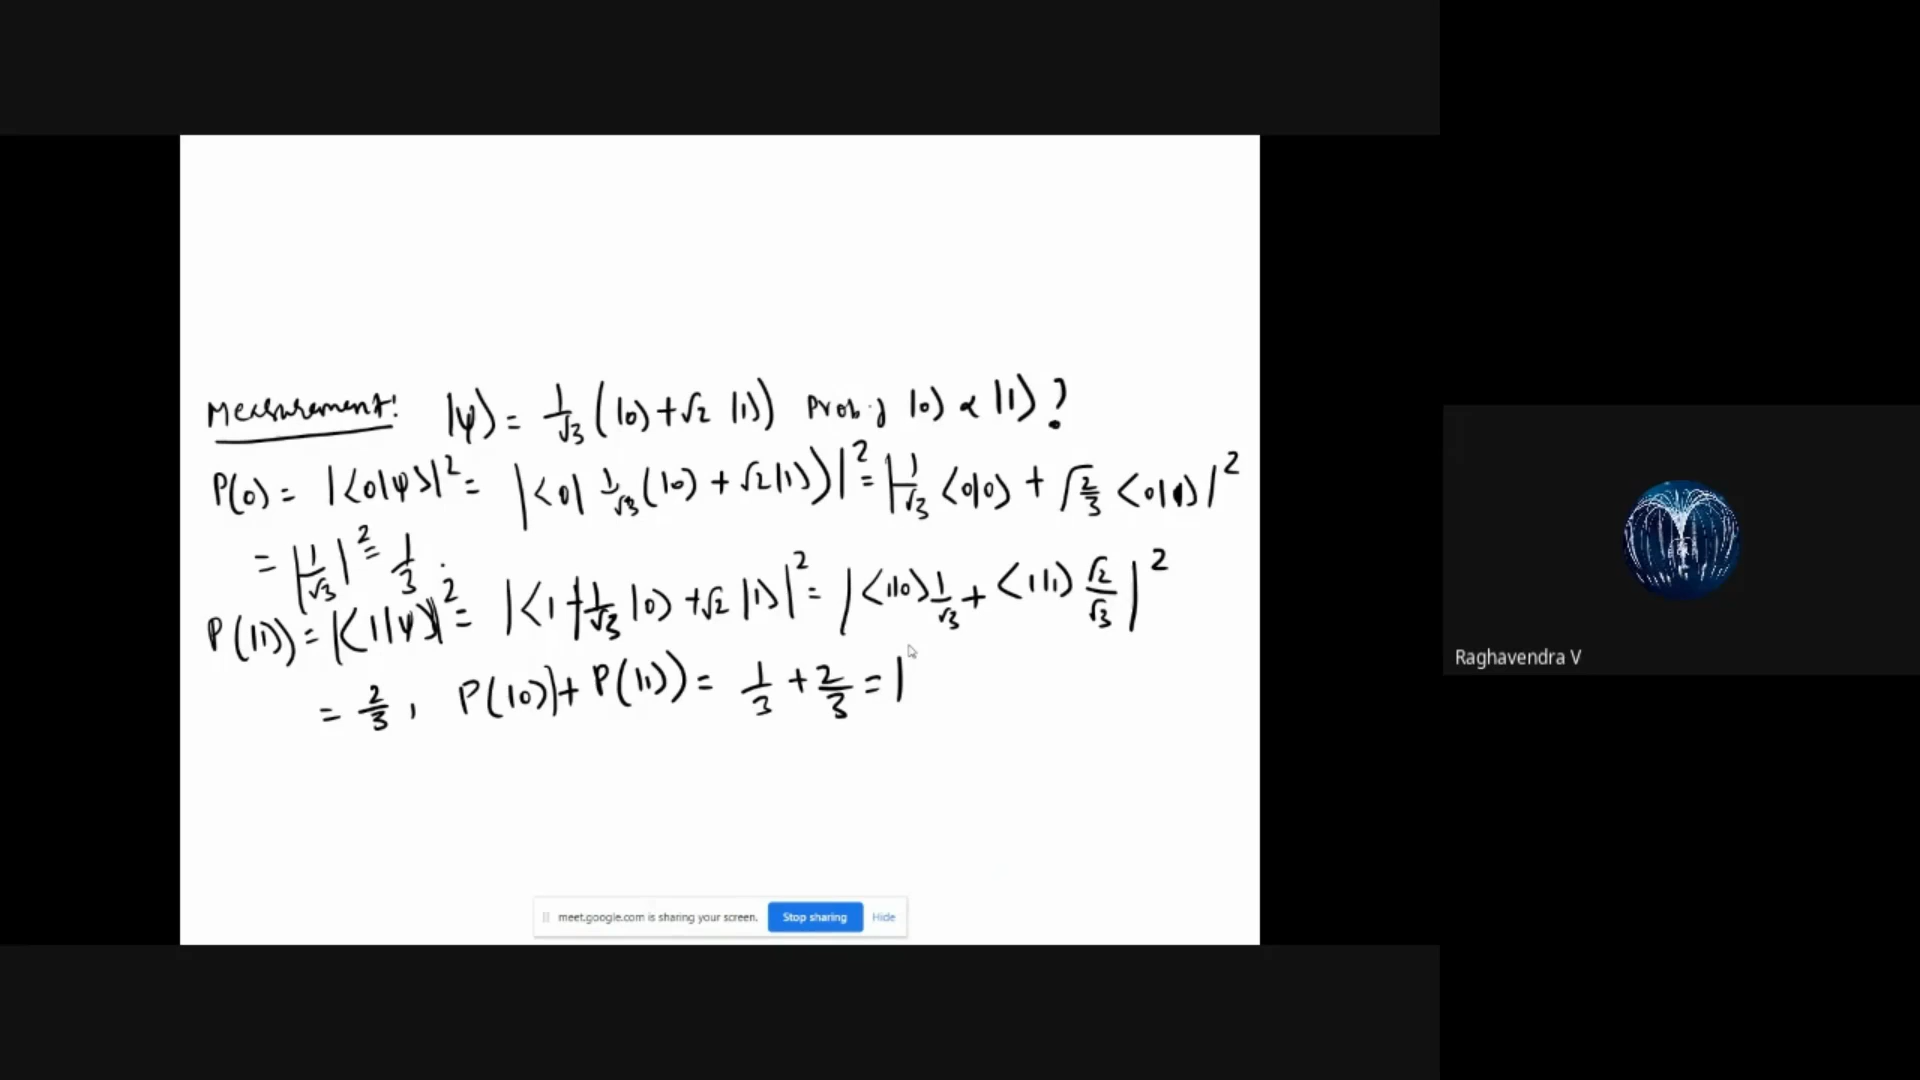 Measurement! |ψ⟩ = 1/√3 (|0⟩ + √2 |1⟩) Prob. of |0⟩ & |1⟩ ?
P(0) = |⟨0|ψ⟩|² = |⟨0| 1/√3 (|0⟩ + √2 |1⟩)|² = |1/√3 ⟨0|0⟩ + √2/3 ⟨0|1⟩|²
= |1/√3|² = 1/3 .
P(|1⟩) = |⟨1|ψ⟩|² = |⟨1| 1/√3 |0⟩ + √2 |1⟩|² = |⟨1|0⟩ 1/√3 + ⟨1|1⟩ √2/√3|²
= 2/3 , P(|0⟩) + P(|1⟩) = 1/3 + 2/3 = 1
Raghavendra V
meet.google.com is sharing your screen. Stop sharing Hide